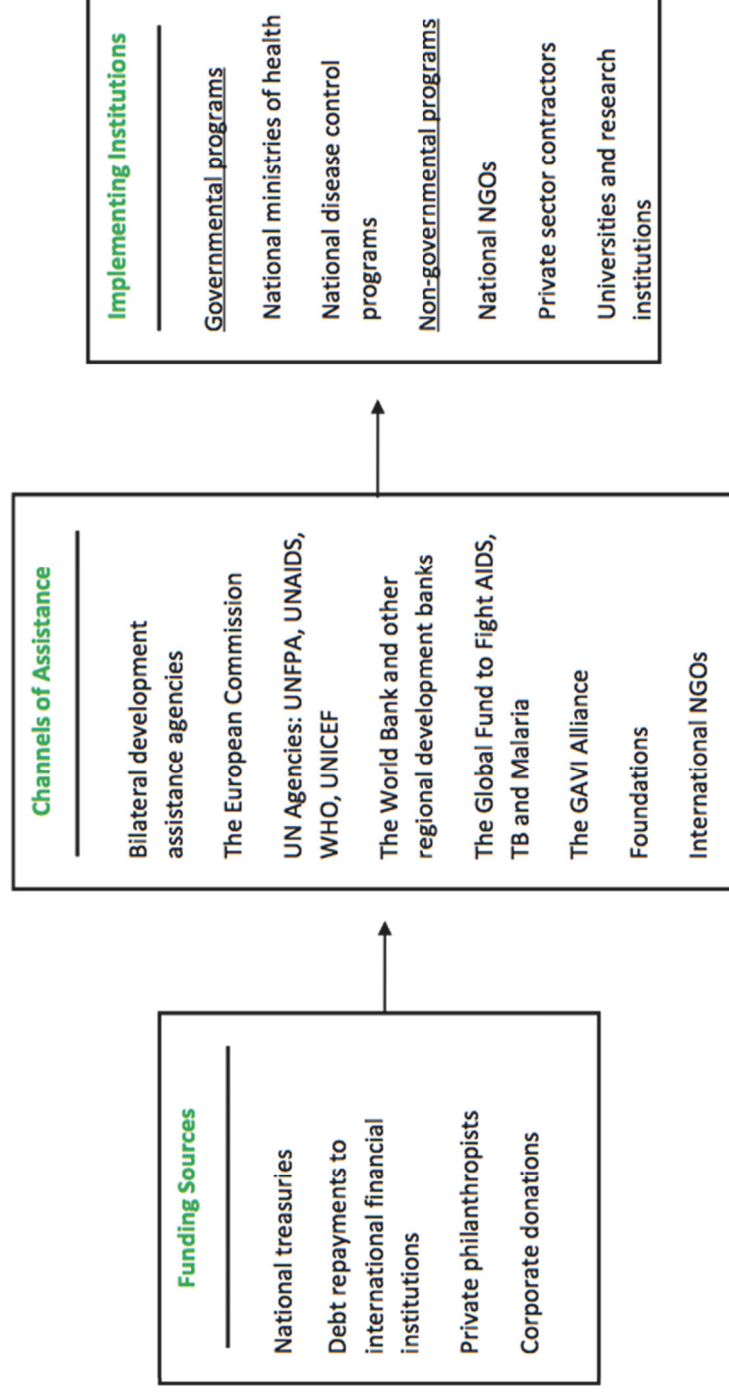 Funding Sources
National treasuries
Debt repayments to
international financial
institutions
Private philanthropists
Corporate donations
Channels of Assistance
Bilateral development
assistance agencies
The European Commission
UN Agencies: UNFPA, UNAIDS,
WHO, UNICEF
The World Bank and other
regional development banks
The Global Fund to Fight AIDS,
TB and Malaria
The GAVI Alliance
Foundations
International NGOs
Implementing Institutions
Governmental programs
National ministries of health
National disease control
programs
Non-governmental programs
National NGOs
Private sector contractors
Universities and research
institutions